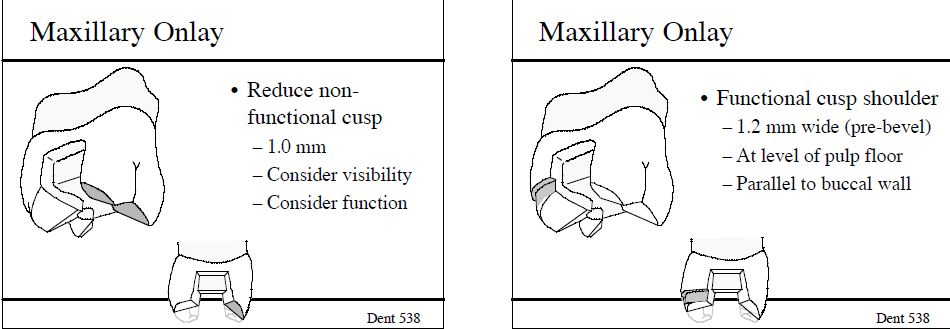 Maxillary Onlay
• Reduce non-
functional cusp
– 1.0 mm
– Consider visibility
– Consider function
Dent 538
Maxillary Onlay
• Functional cusp shoulder
– 1.2 mm wide (pre-bevel)
– At level of pulp floor
– Parallel to buccal wall
Dent 538